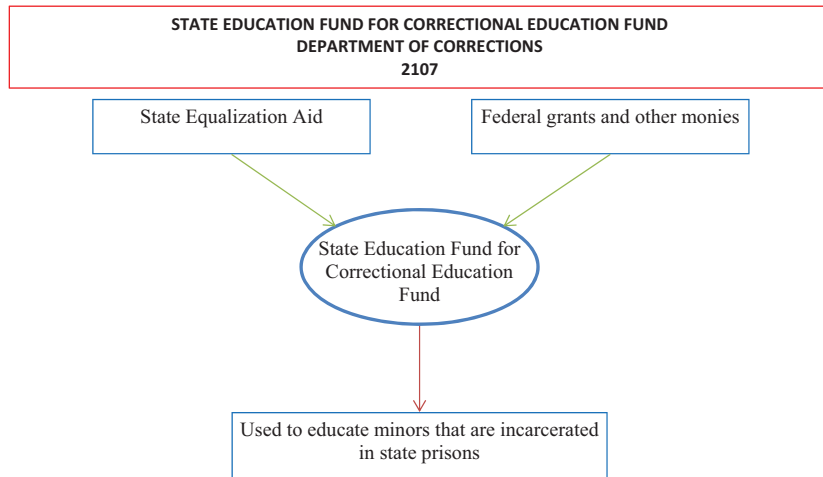 STATE EDUCATION FUND FOR CORRECTIONAL EDUCATION FUND
DEPARTMENT OF CORRECTIONS
2107
State Equalization Aid
Federal grants and other monies
State Education Fund for
Correctional Education
Fund
Used to educate minors that are incarcerated
in state prisons